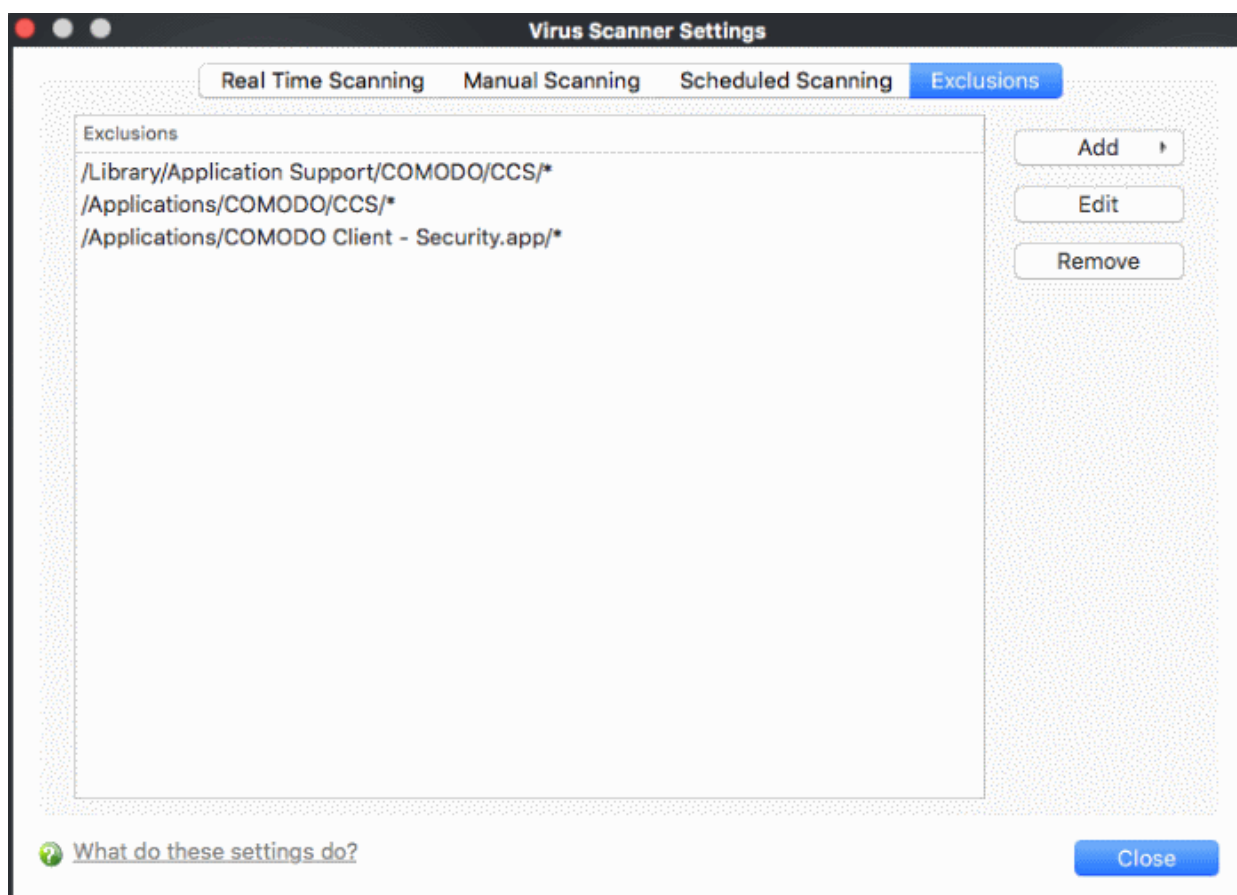 Virus Scanner Settings
Real Time Scanning Manual Scanning Scheduled Scanning Exclusions
Exclusions
/Library/Application Support/COMODO/CCS/*
/Applications/COMODO/CCS/*
/Applications/COMODO Client - Security.app/*
Add
Edit
Remove
What do these settings do?
Close